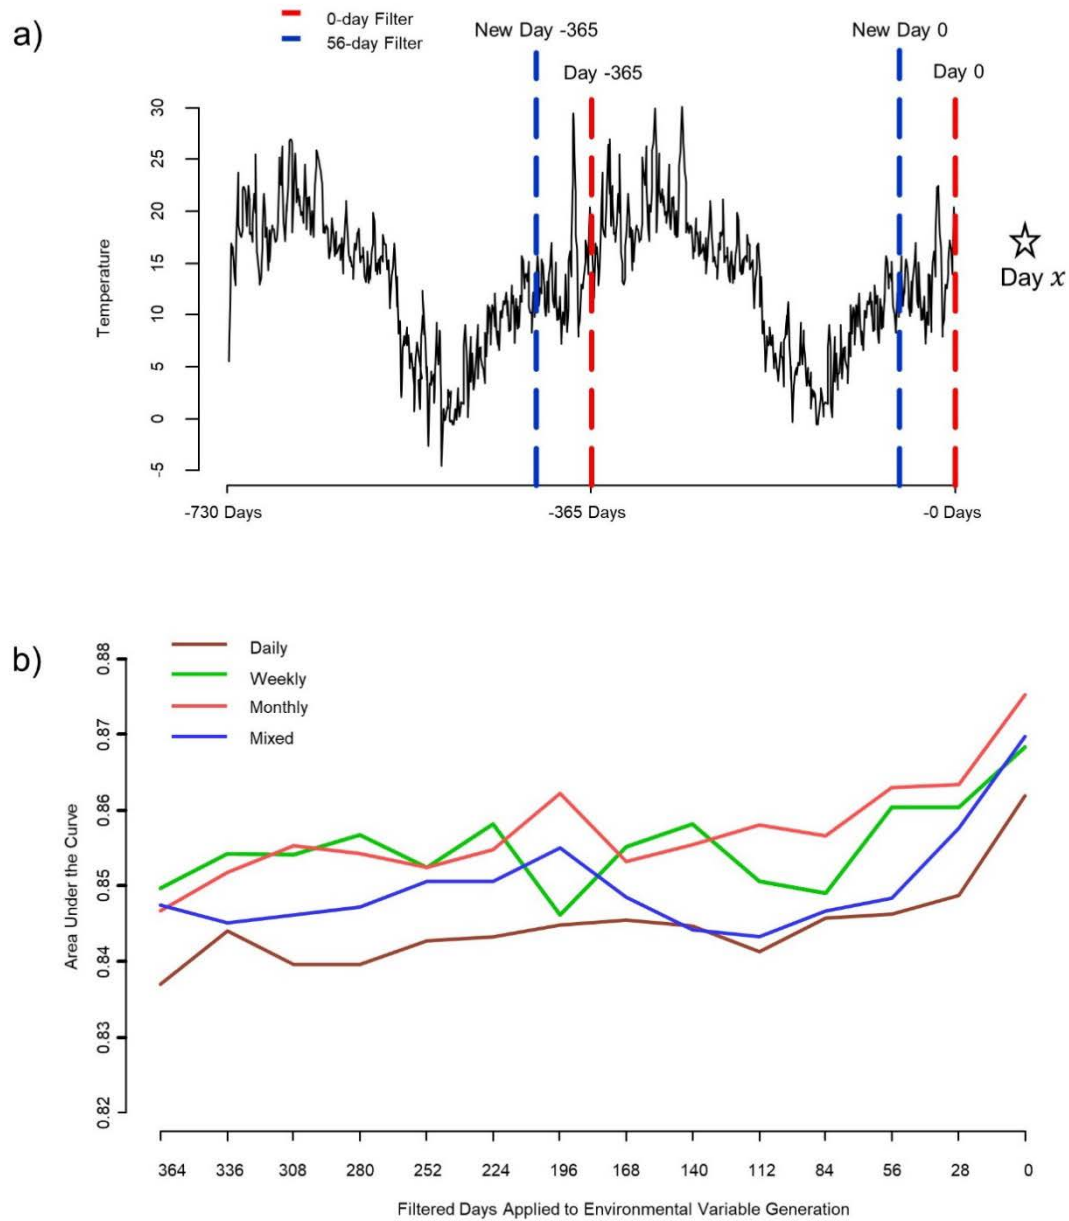 a)
0-day Filter
56-day Filter
New Day -365
New Day 0
Day -365
Day 0
30
25
20
15
10
5
0
-5
Temperature
Day x
-730 Days
-365 Days
-0 Days
b)
Daily
Weekly
Monthly
Mixed
0.88
0.87
0.86
0.85
0.84
0.83
0.82
Area Under the Curve
364 336 308 280 252 224 196 168 140 112 84 56 28 0
Filtered Days Applied to Environmental Variable Generation